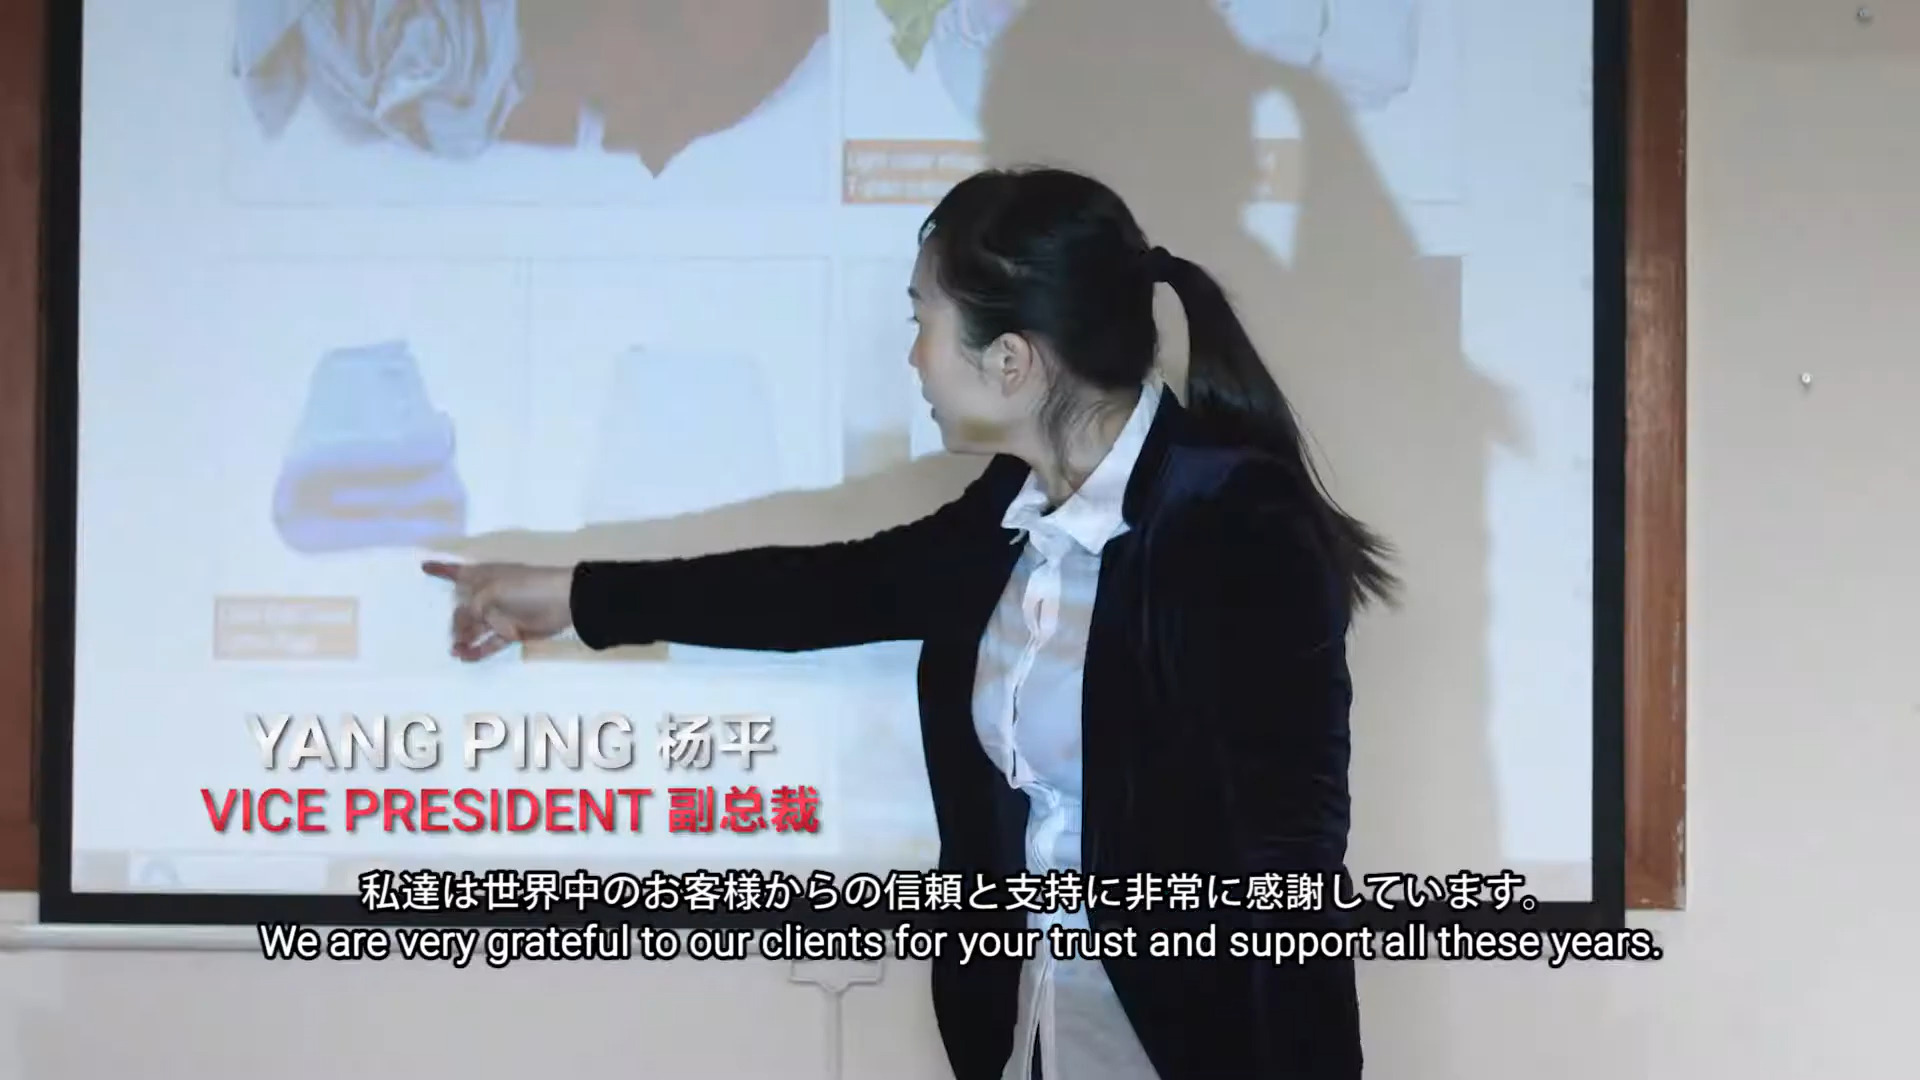 YANG PING 杨平
VICE PRESIDENT 副总裁
私達は世界中のお客様からの信頼と支持に非常に感謝しています。
We are very grateful to our clients for your trust and support all these years.